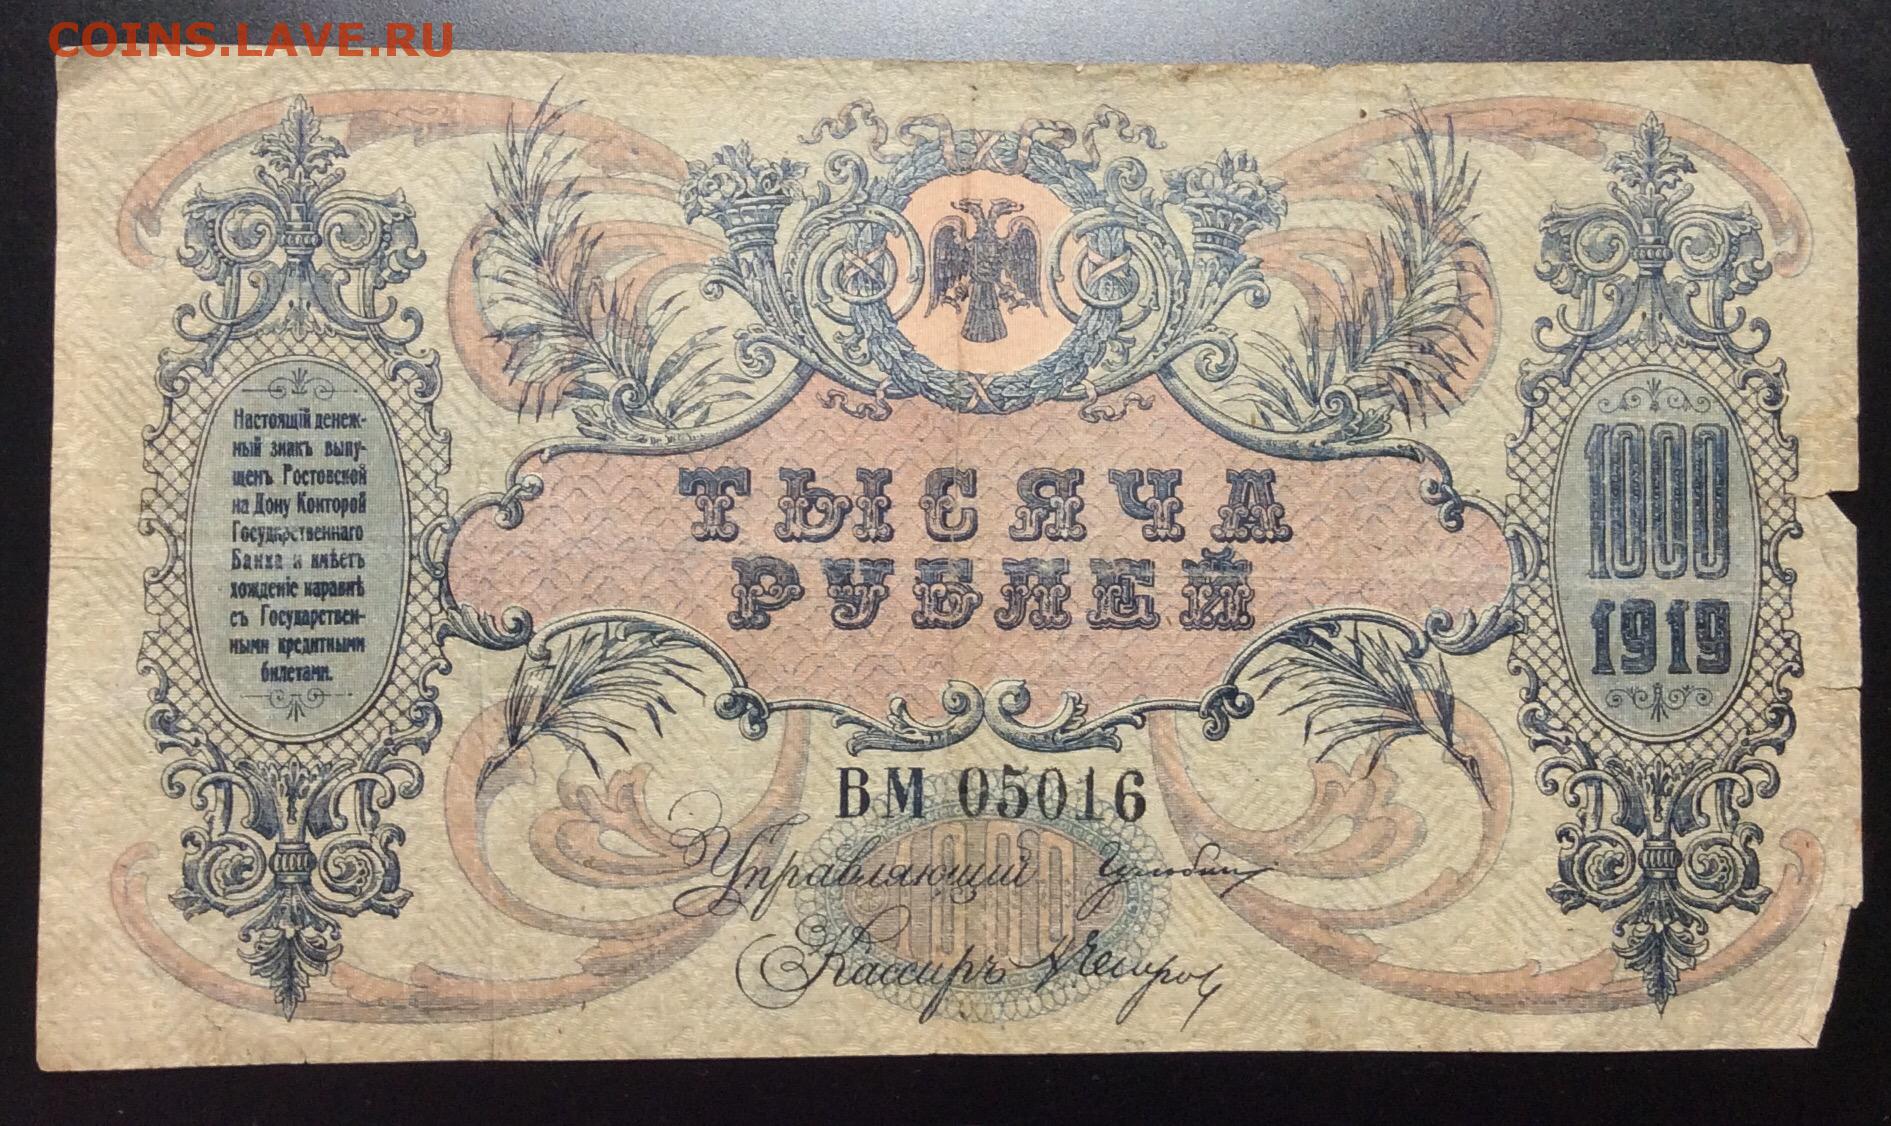 COINS.LAVE.RU
Настоящій денеж-
ный знакъ выпу-
щенъ Ростовской
на Дону Конторой
Государственнаго
Банка и имѣетъ
хожденіе наравнѣ
съ Государствен-
ными кредитными
билетами.
ТЫСЯЧА
РУБЛЕЙ
1000
1919
ВМ 05016
1000
Управляющій
Кассиръ